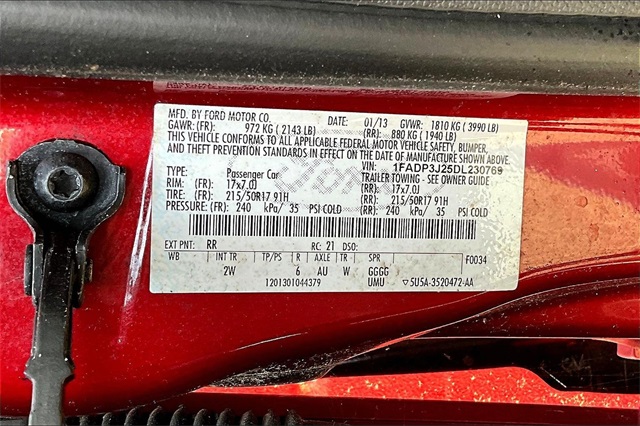 MFD. BY FORD MOTOR CO. DATE: 01/13 GVWR: 1810 KG ( 3990 LB)
GAWR: (FR): 972 KG ( 2143 LB) (RR): 880 KG ( 1940 LB)
THIS VEHICLE CONFORMS TO ALL APPLICABLE FEDERAL MOTOR VEHICLE SAFETY, BUMPER,
AND THEFT PREVENTION STANDARDS IN EFFECT ON THE DATE OF MANUFACTURE SHOWN ABOVE.
VIN: 1FADP3J25DL230769
TYPE: Passenger Car TRAILER TOWING - SEE OWNER GUIDE
RIM: (FR): 17x7.0J (RR): 17x7.0J
TIRE: (FR): 215/50R17 91H (RR): 215/50R17 91H
PRESSURE: (FR): 240 kPa/ 35 PSI COLD (RR): 240 kPa/ 35 PSI COLD
EXT PNT: RR RC: 21 DSO:
WB INT TR TP/PS R AXLE TR SPR F0034
2W 6 AU W GGGG
1201301044379 UMU ▽5U5A-3520472-AA